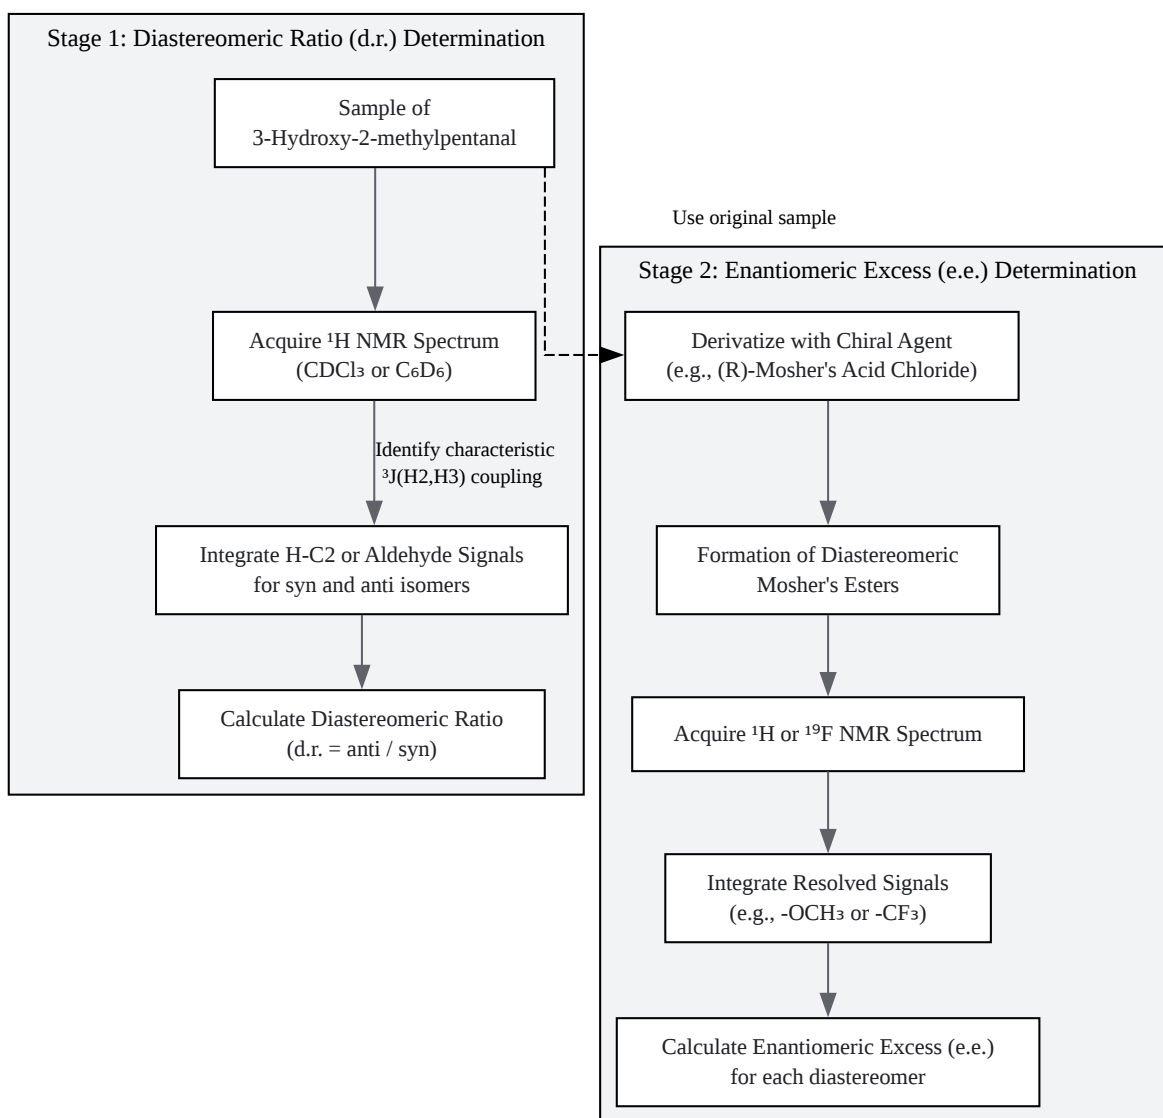 Stage 1: Diastereomeric Ratio (d.r.) Determination
Sample of
3-Hydroxy-2-methylpentanal
Acquire ¹H NMR Spectrum
(CDCl₃ or C₆D₆)
Identify characteristic
³J(H2,H3) coupling
Integrate H-C2 or Aldehyde Signals
for syn and anti isomers
Calculate Diastereomeric Ratio
(d.r. = anti / syn)
Use original sample
Stage 2: Enantiomeric Excess (e.e.) Determination
Derivatize with Chiral Agent
(e.g., (R)-Mosher's Acid Chloride)
Formation of Diastereomeric
Mosher's Esters
Acquire ¹H or ¹⁹F NMR Spectrum
Integrate Resolved Signals
(e.g., -OCH₃ or -CF₃)
Calculate Enantiomeric Excess (e.e.)
for each diastereomer